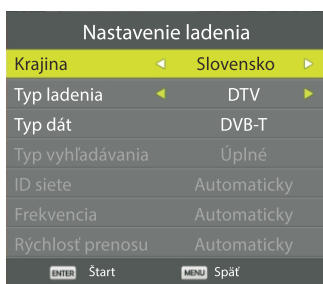 Nastavenie ladenia
Krajina Slovensko
Typ ladenia DTV
Typ dát DVB-T
Typ vyhľadávania Úplné
ID siete Automaticky
Frekvencia Automaticky
Rýchlosť prenosu Automaticky
ENTER Štart MENU Späť